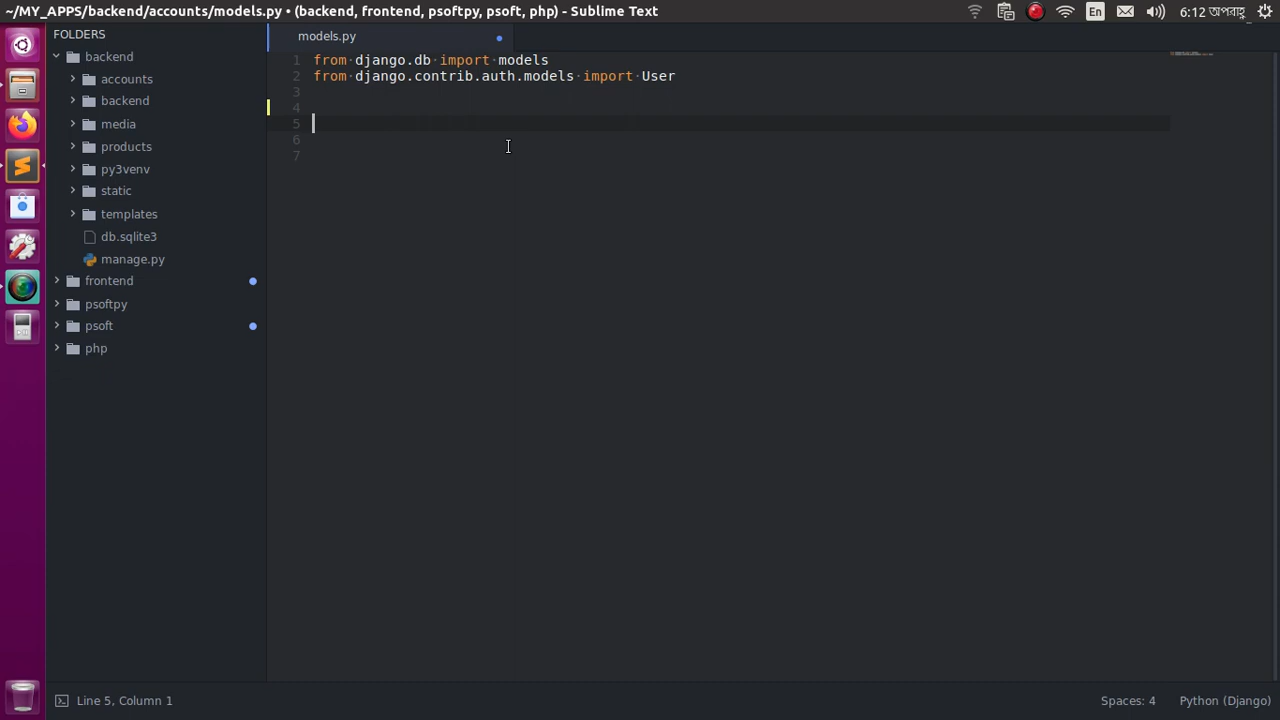 ~/MY_APPS/backend/accounts/models.py • (backend, frontend, psoftpy, psoft, php) - Sublime Text
En
6:12 অপরাহ্ণ
FOLDERS
backend
accounts
backend
media
products
py3venv
static
templates
db.sqlite3
manage.py
frontend
psoftpy
psoft
php
models.py
1 from django.db import models
2 from django.contrib.auth.models import User
3
4
5
6
7
Line 5, Column 1
Spaces: 4
Python (Django)